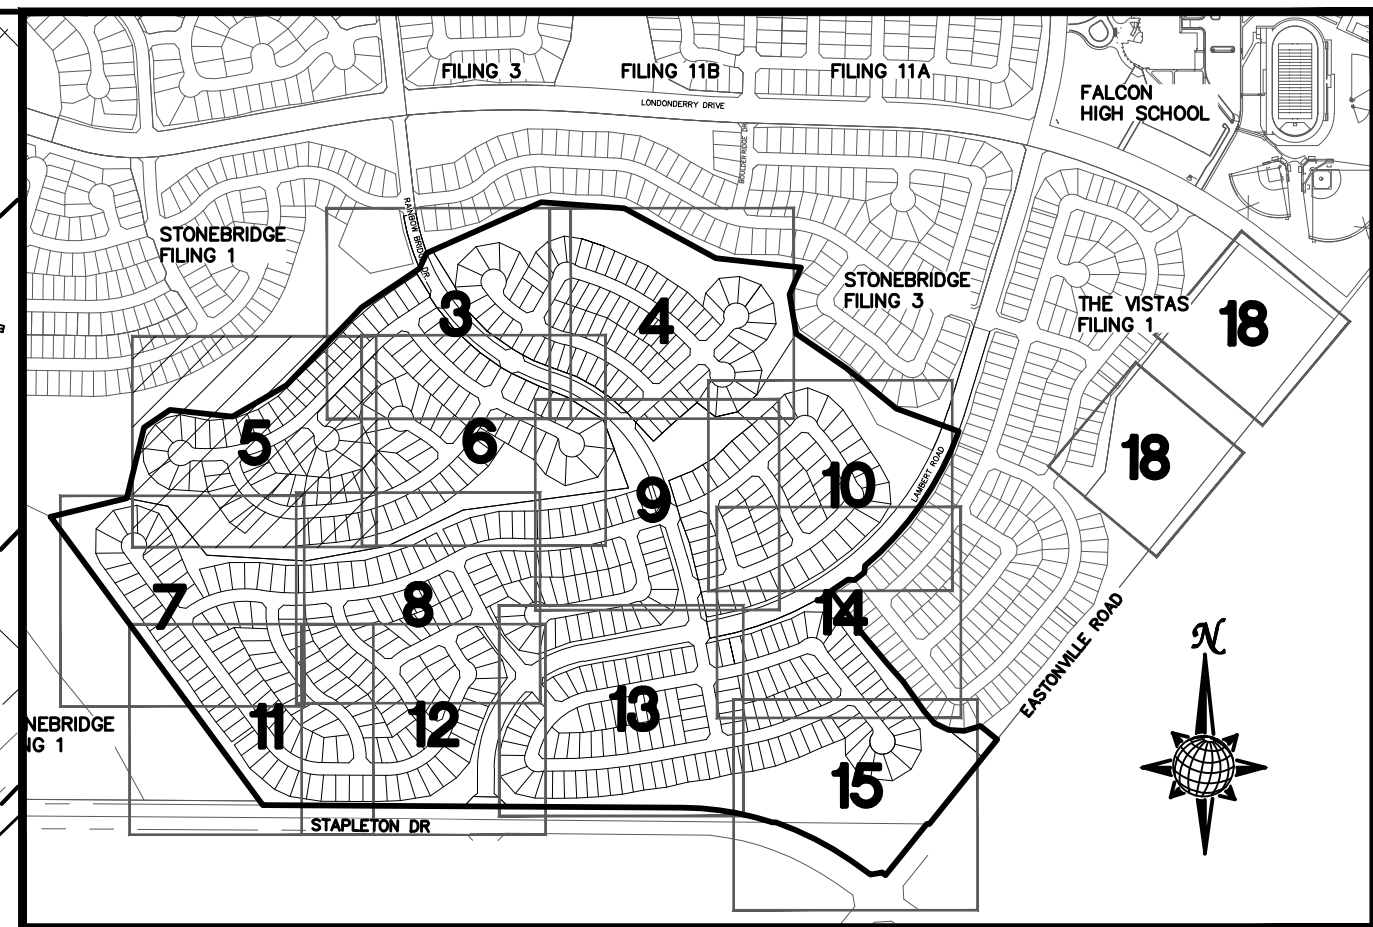 FILING 3
FILING 11B
FILING 11A
FALCON
HIGH SCHOOL
LONDONDERRY DRIVE
BOULDER RIDGE DR
RAINBOW BRIDGE DR.
STONEBRIDGE
FILING 1
STONEBRIDGE
FILING 3
THE VISTAS
FILING 1
18
3
4
5
6
18
9
10
LAMBERT ROAD
7
8
14
EASTONVILLE ROAD
N
NEBRIDGE
NG 1
11
12
13
15
STAPLETON DR